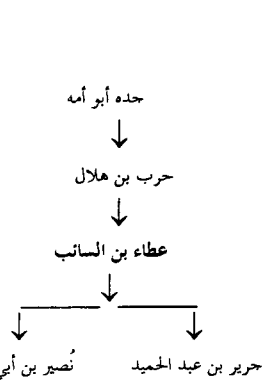 جده أبو أمه
حرب بن هلال
عطاء بن السائب
جرير بن عبد الحميد نُصير بن أبي